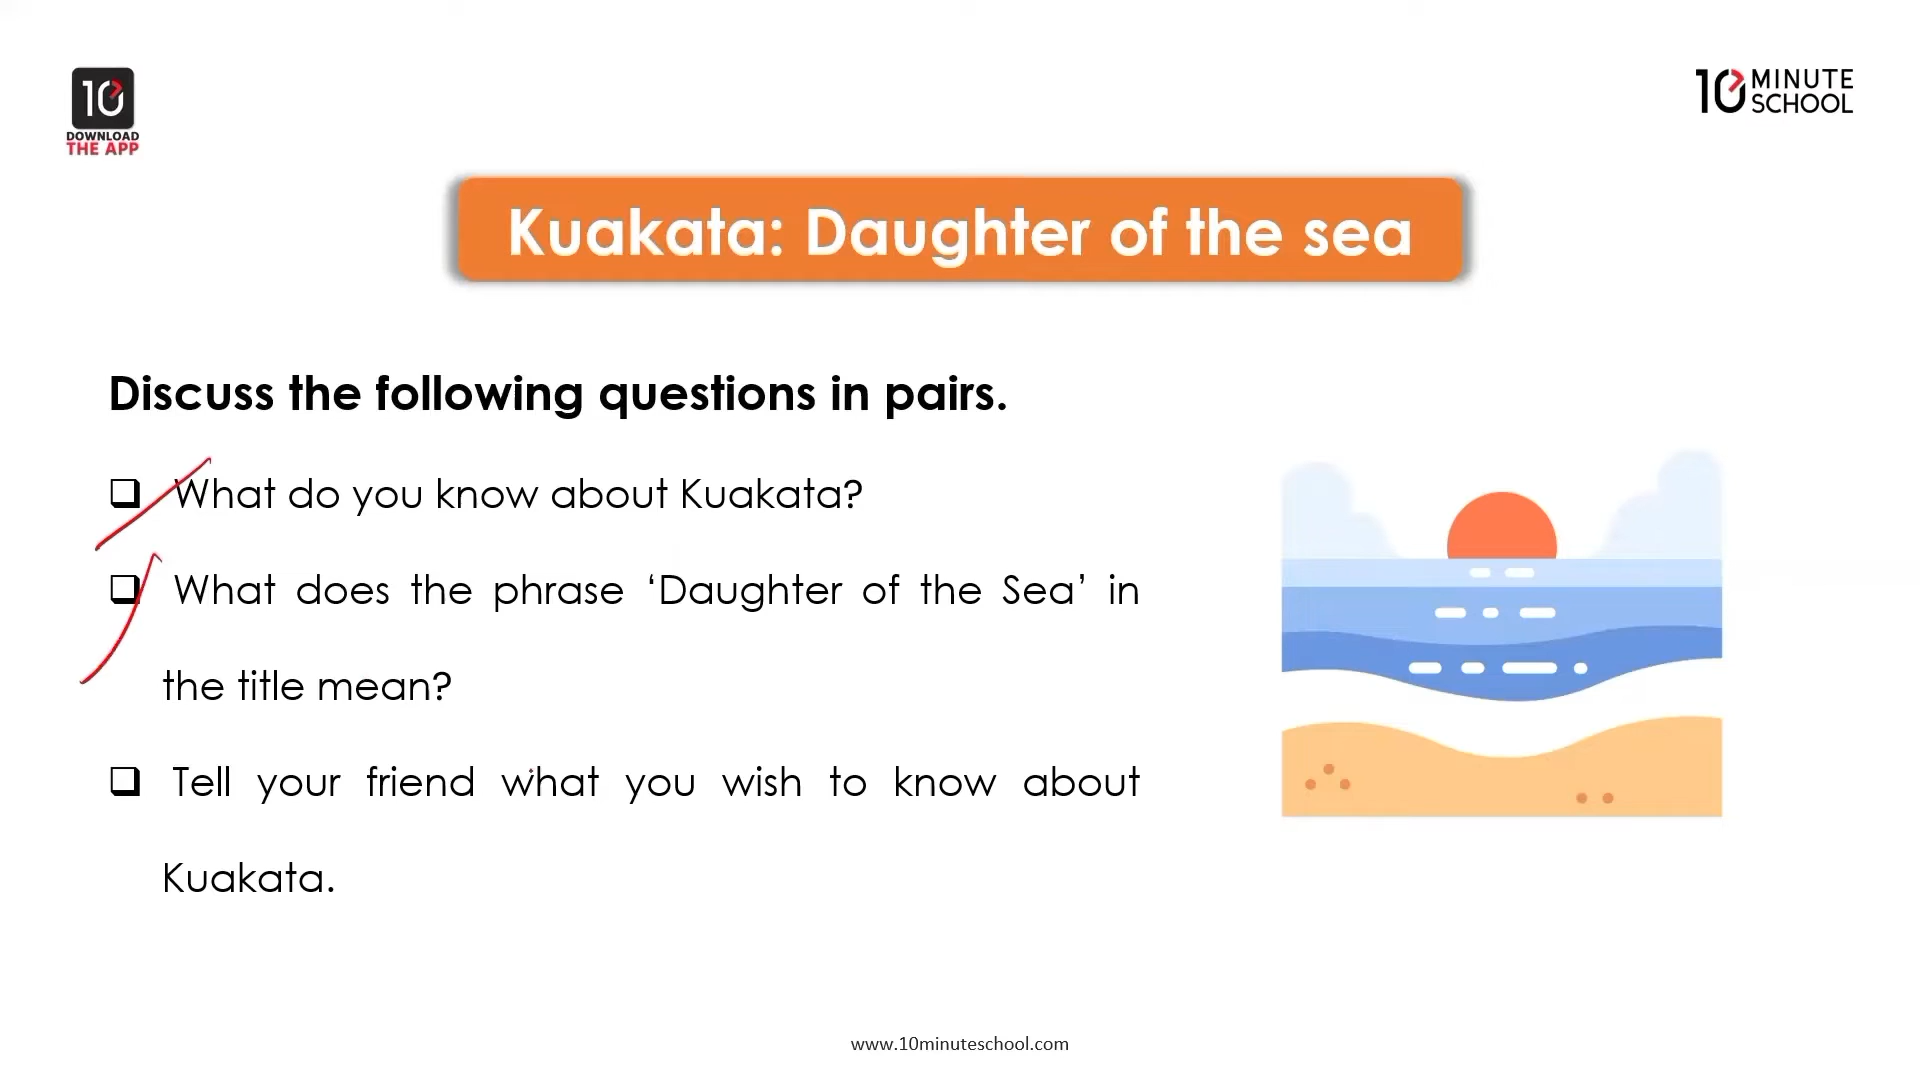 10
DOWNLOAD
THE APP
10 MINUTE
SCHOOL
Kuakata: Daughter of the sea
Discuss the following questions in pairs.
What do you know about Kuakata?
What does the phrase ‘Daughter of the Sea’ in
the title mean?
Tell your friend what you wish to know about
Kuakata.
www.10minuteschool.com